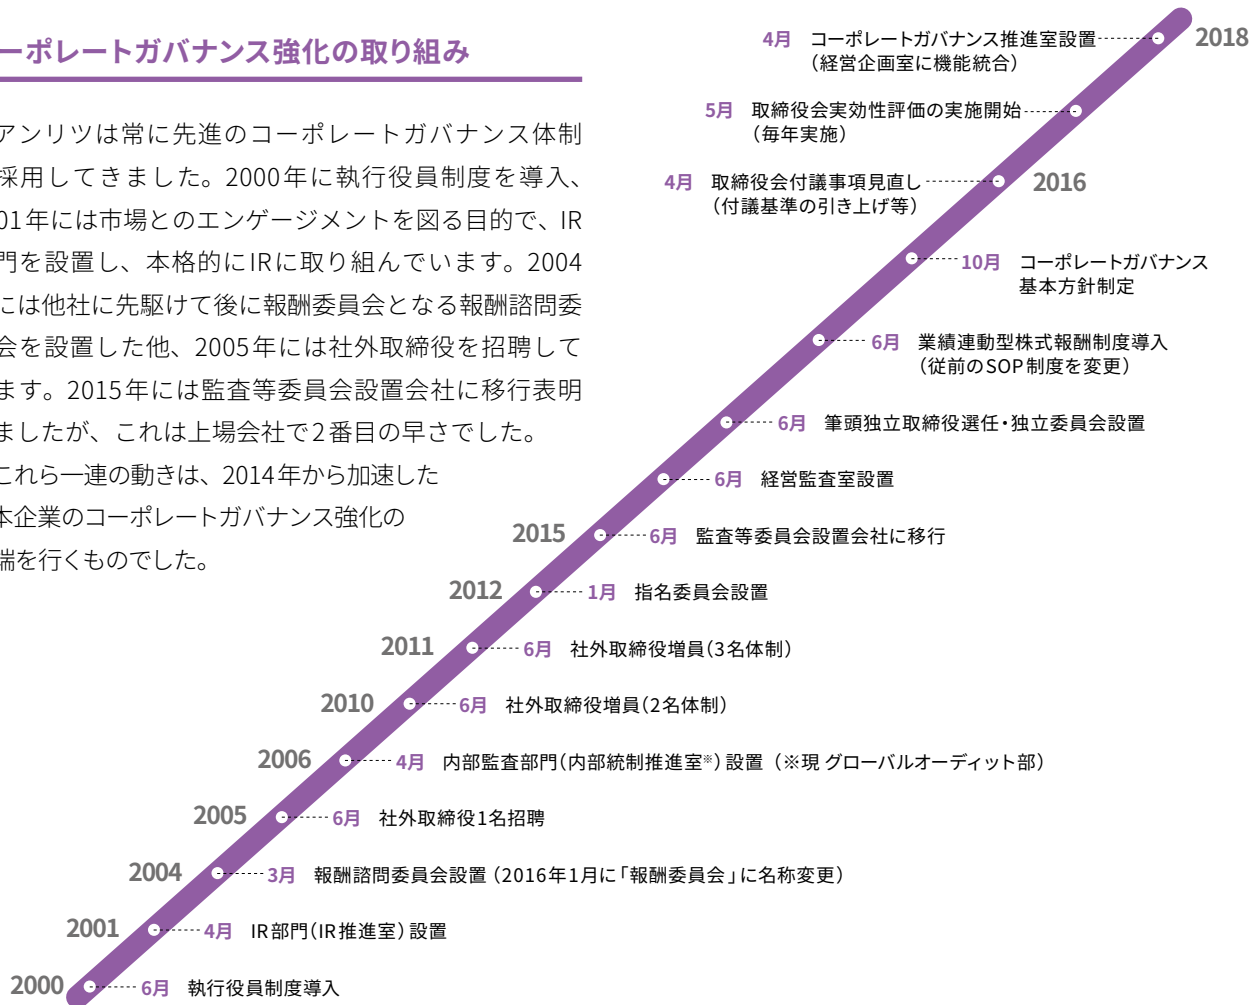 ーポレートガバナンス強化の取り組み
アンリツは常に先進のコーポレートガバナンス体制
採用してきました。2000年に執行役員制度を導入、
01年には市場とのエンゲージメントを図る目的で、IR
門を設置し、本格的にIRに取り組んでいます。2004
には他社に先駆けて後に報酬委員会となる報酬諮問委
会を設置した他、2005年には社外取締役を招聘して
ます。2015年には監査等委員会設置会社に移行表明
ましたが、これは上場会社で2番目の早さでした。
これら一連の動きは、2014年から加速した
本企業のコーポレートガバナンス強化の
端を行くものでした。
4月 コーポレートガバナンス推進室設置 2018
（経営企画室に機能統合）
5月 取締役会実効性評価の実施開始
（毎年実施）
4月 取締役会付議事項見直し 2016
（付議基準の引き上げ等）
10月 コーポレートガバナンス
基本方針制定
6月 業績連動型株式報酬制度導入
（従前のSOP制度を変更）
6月 筆頭独立取締役選任・独立委員会設置
6月 経営監査室設置
2015 6月 監査等委員会設置会社に移行
2012 1月 指名委員会設置
2011 6月 社外取締役増員（3名体制）
2010 6月 社外取締役増員（2名体制）
2006 4月 内部監査部門（内部統制推進室※）設置（※現 グローバルオーディット部）
2005 6月 社外取締役1名招聘
2004 3月 報酬諮問委員会設置（2016年1月に「報酬委員会」に名称変更）
2001 4月 IR部門（IR推進室）設置
2000 6月 執行役員制度導入